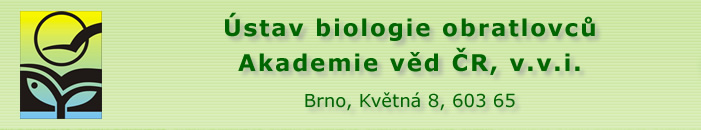 Ústav biologie obratlovců
Akademie věd ČR, v.v.i.
Brno, Květná 8, 603 65